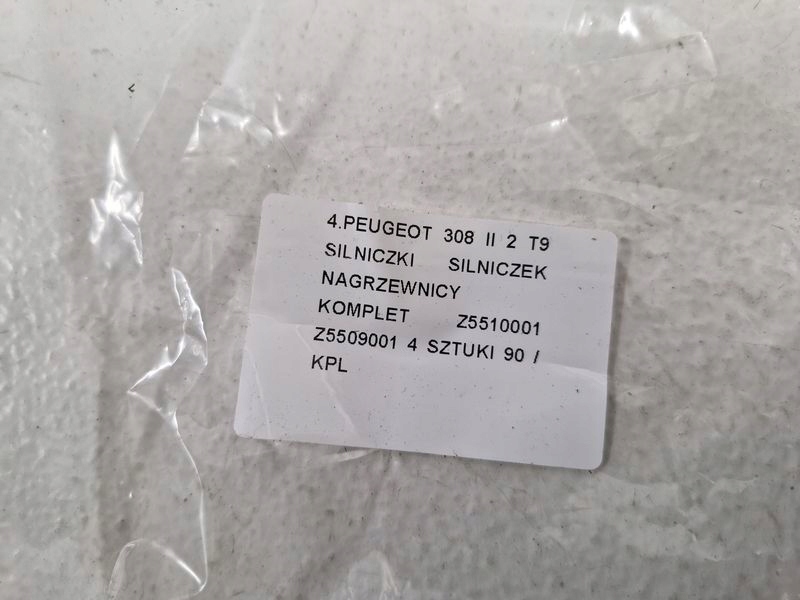 4.PEUGEOT 308 II 2 T9
SILNICZKI SILNICZEK
NAGRZEWNICY
KOMPLET Z5510001
Z5509001 4 SZTUKI 90 /
KPL